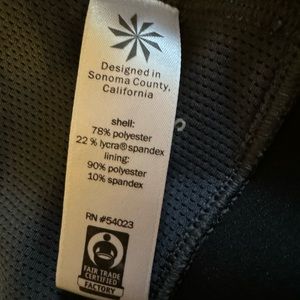 Designed in
Sonoma County,
California
shell:
78% polyester
22 % lycra®spandex
lining:
90% polyester
10% spandex
RN #54023
FAIR TRADE
CERTIFIED
FACTORY